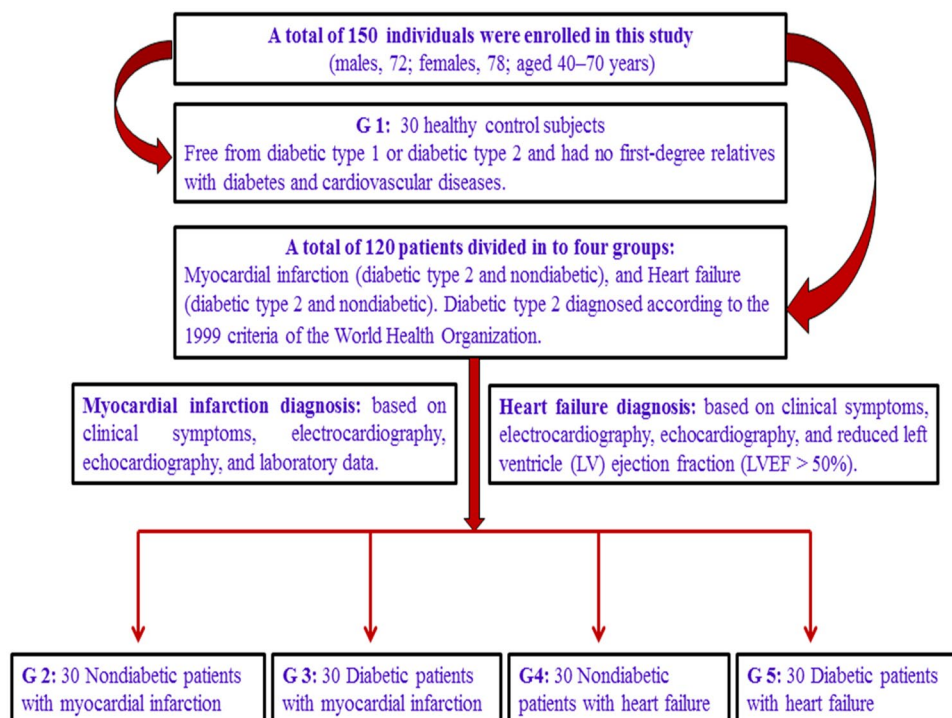 A total of 150 individuals were enrolled in this study
(males, 72; females, 78; aged 40–70 years)
G 1: 30 healthy control subjects
Free from diabetic type 1 or diabetic type 2 and had no first-degree relatives
with diabetes and cardiovascular diseases.
A total of 120 patients divided in to four groups:
Myocardial infarction (diabetic type 2 and nondiabetic), and Heart failure
(diabetic type 2 and nondiabetic). Diabetic type 2 diagnosed according to the
1999 criteria of the World Health Organization.
Myocardial infarction diagnosis: based on
clinical symptoms, electrocardiography,
echocardiography, and laboratory data.
Heart failure diagnosis: based on clinical symptoms,
electrocardiography, echocardiography, and reduced left
ventricle (LV) ejection fraction (LVEF > 50%).
G 2: 30 Nondiabetic patients
with myocardial infarction
G 3: 30 Diabetic patients
with myocardial infarction
G4: 30 Nondiabetic
patients with heart failure
G 5: 30 Diabetic patients
with heart failure